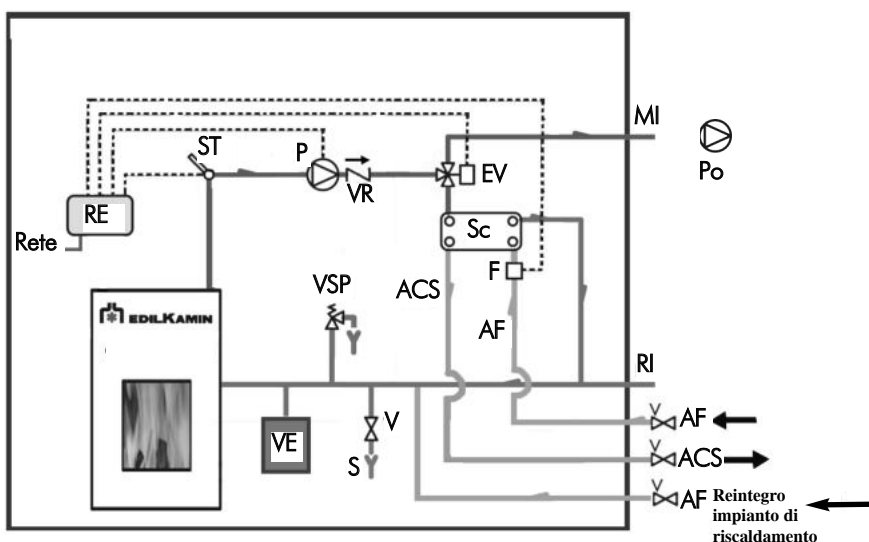 MI
ST
P
Po
VR
EV
RE
Sc
Rete
F
VSP
ACS
EDILKAMIN
AF
RI
V
V
AF
VE
V
S
ACS
V
AF Reintegro
impianto di
riscaldamento